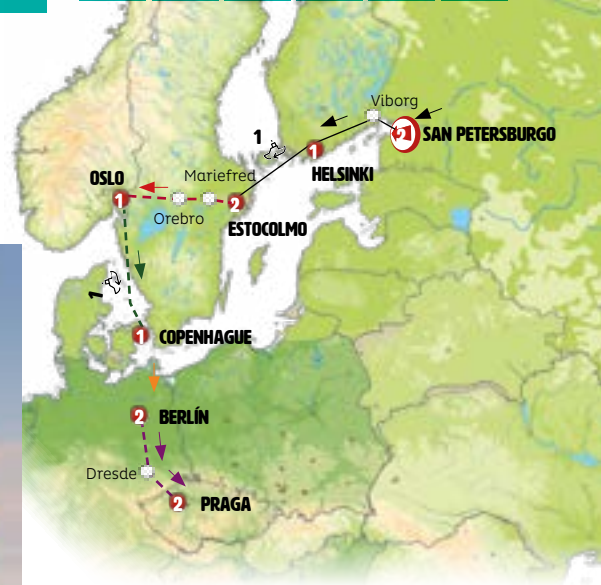 Viborg
2 SAN PETERSBURGO
1
1
HELSINKI
OSLO
1
Mariefred
Orebro
2
ESTOCOLMO
1
1 COPENHAGUE
2 BERLÍN
Dresde
2 PRAGA